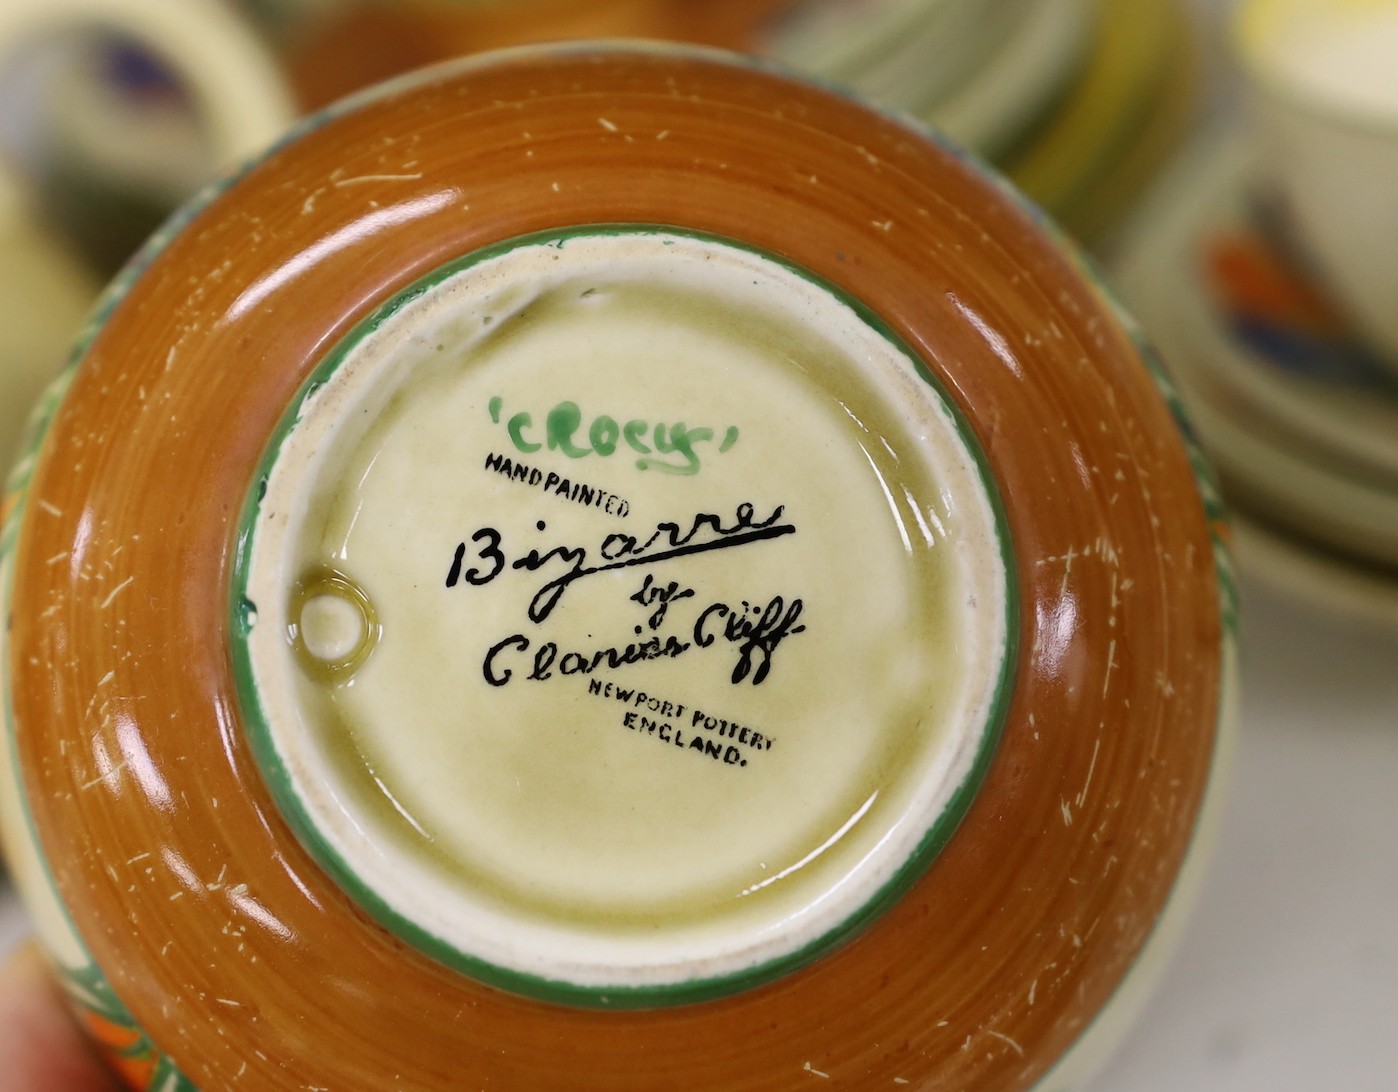 'CROCUS'
HAND PAINTED
Bizarre
by
Clarice Cliff
NEWPORT POTTERY
ENGLAND.